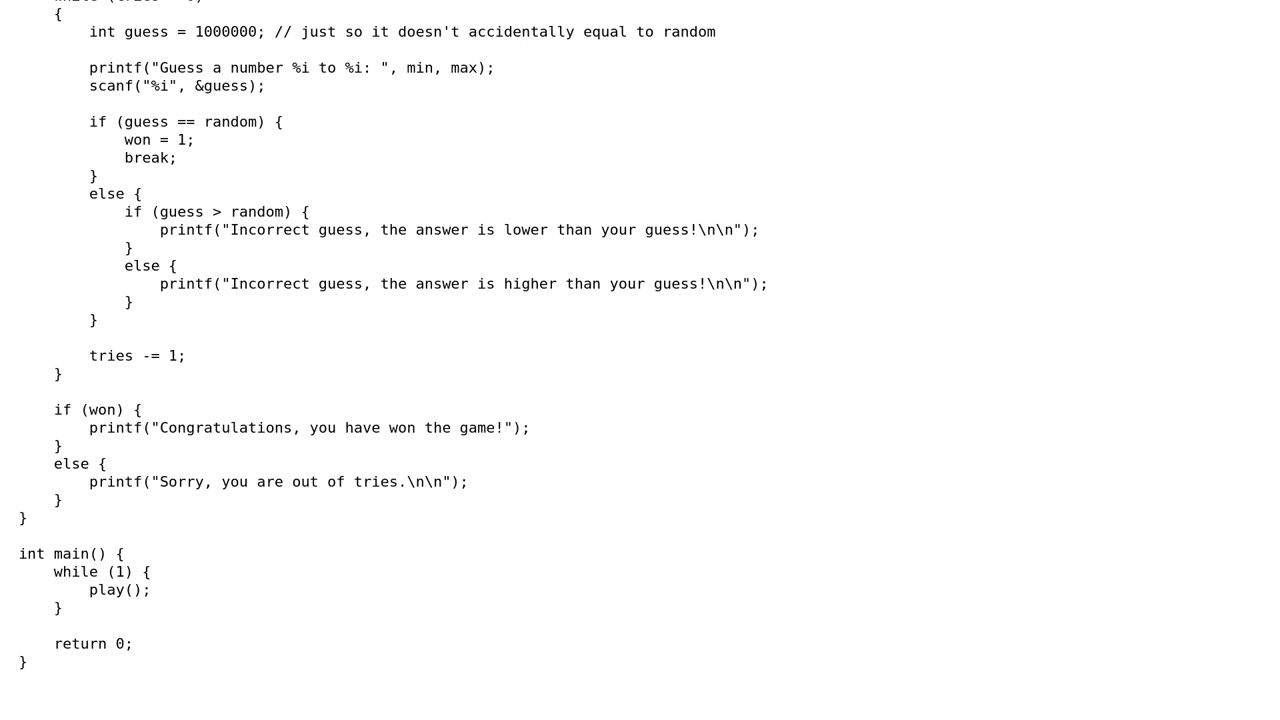 {
int guess = 1000000; // just so it doesn't accidentally equal to random
printf("Guess a number %i to %i: ", min, max);
scanf("%i", &guess);
if (guess == random) {
won = 1;
break;
}
else {
if (guess > random) {
printf("Incorrect guess, the answer is lower than your guess!\n\n");
}
else {
printf("Incorrect guess, the answer is higher than your guess!\n\n");
}
}
tries -= 1;
}
if (won) {
printf("Congratulations, you have won the game!");
}
else {
printf("Sorry, you are out of tries.\n\n");
}
}
int main() {
while (1) {
play();
}
return 0;
}